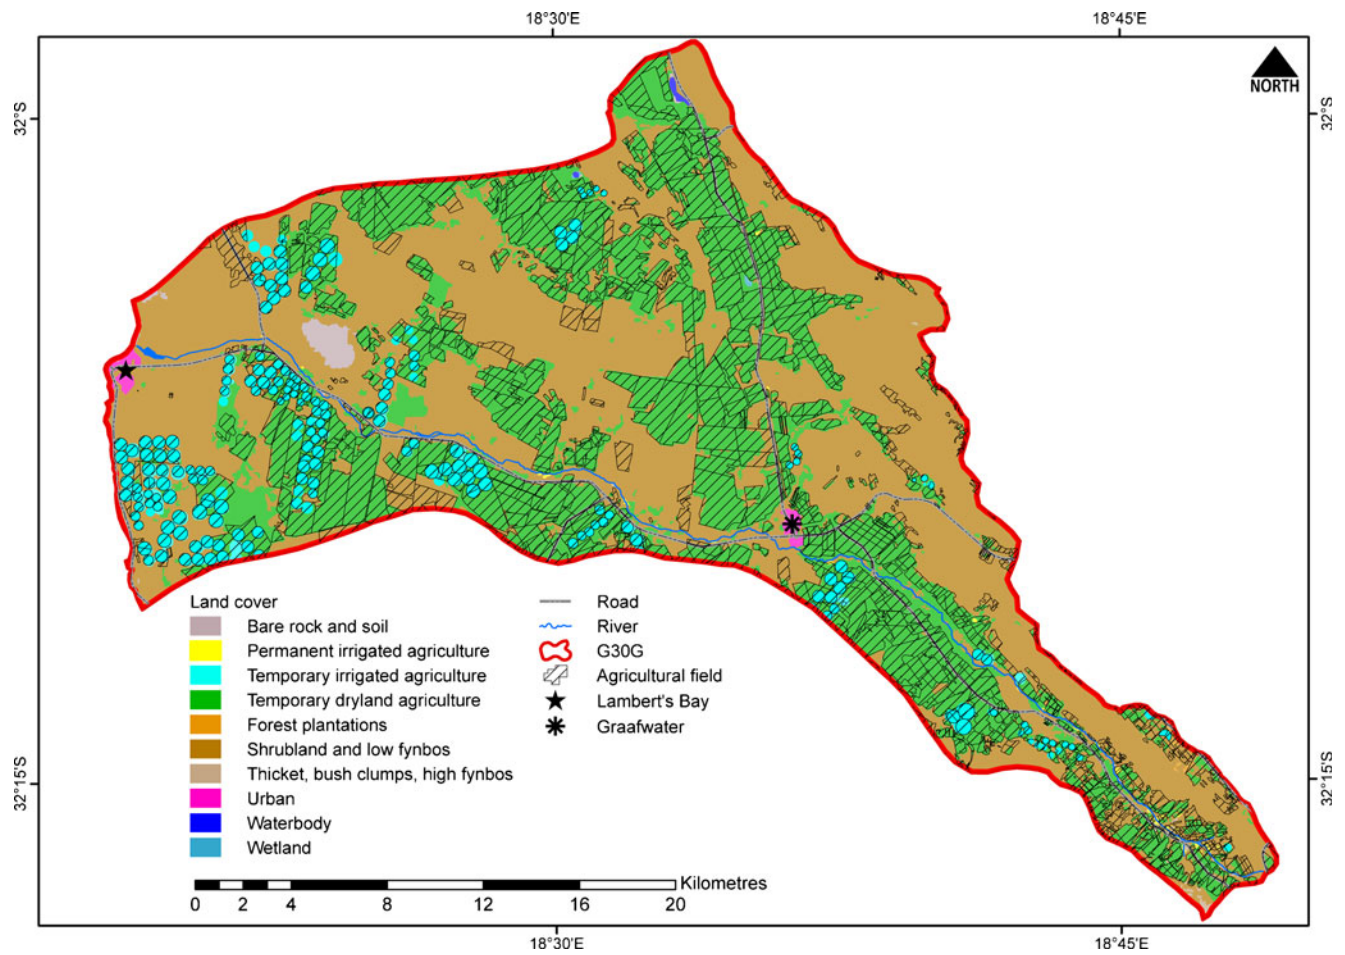 18°30'E 18°45'E
NORTH
32°S 32°S
Land cover
Bare rock and soil
Permanent irrigated agriculture
Temporary irrigated agriculture
Temporary dryland agriculture
Forest plantations
Shrubland and low fynbos
Thicket, bush clumps, high fynbos
Urban
Waterbody
Wetland
Road
River
G30G
Agricultural field
Lambert's Bay
Graafwater
32°15'S 32°15'S
Kilometres
0 2 4 8 12 16 20
18°30'E 18°45'E